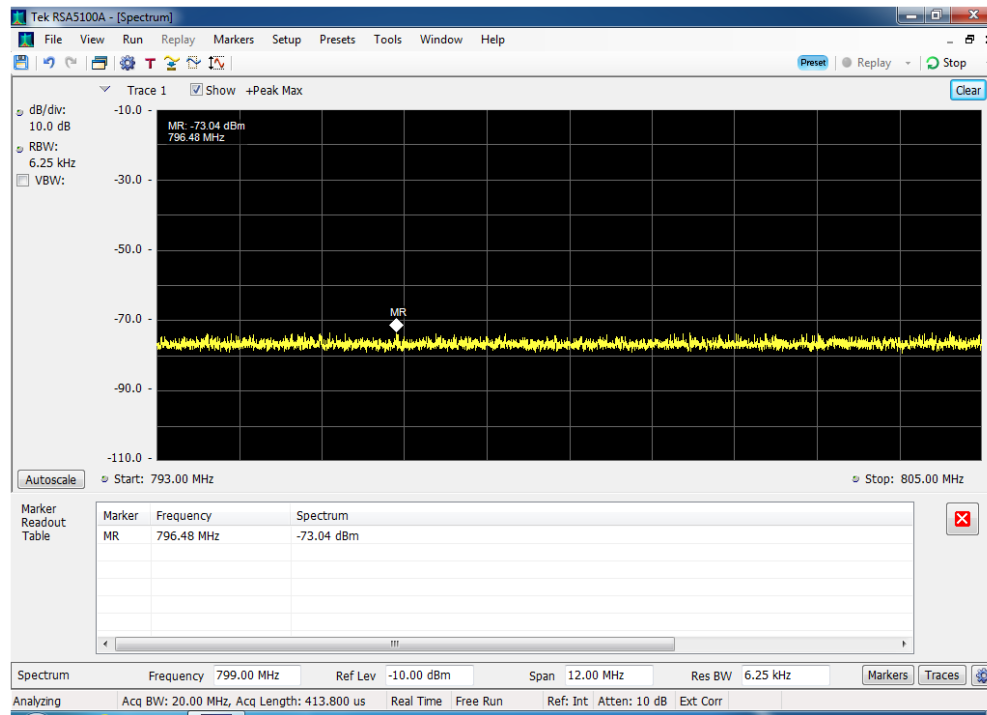 Tek RSA5100A - [Spectrum]
File View Run Replay Markers Setup Presets Tools Window Help
T Preset Replay Stop
Trace 1 Show +Peak Max Clear
dB/div:
10.0 dB
RBW:
6.25 kHz
VBW:
-10.0
-30.0
-50.0
-70.0
-90.0
-110.0
MR: -73.04 dBm
796.48 MHz
MR
Autoscale Start: 793.00 MHz Stop: 805.00 MHz
Marker
Readout
Table
Marker Frequency Spectrum
MR 796.48 MHz -73.04 dBm
Spectrum Frequency 799.00 MHz Ref Lev -10.00 dBm Span 12.00 MHz Res BW 6.25 kHz Markers Traces
Analyzing Acq BW: 20.00 MHz, Acq Length: 413.800 us Real Time Free Run Ref: Int Atten: 10 dB Ext Corr